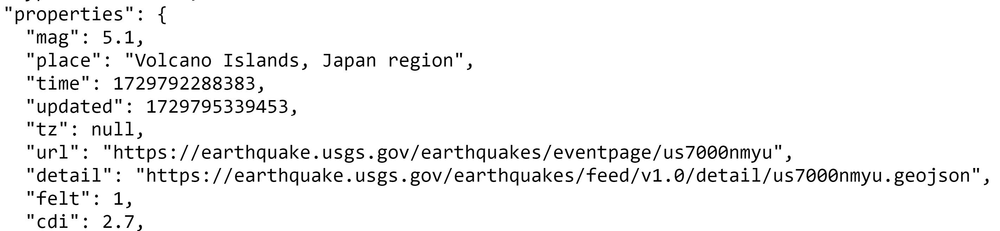 "properties": {
"mag": 5.1,
"place": "Volcano Islands, Japan region",
"time": 1729792288383,
"updated": 1729795339453,
"tz": null,
"url": "https://earthquake.usgs.gov/earthquakes/eventpage/us7000nmyu",
"detail": "https://earthquake.usgs.gov/earthquakes/feed/v1.0/detail/us7000nmyu.geojson",
"felt": 1,
"cdi": 2.7,